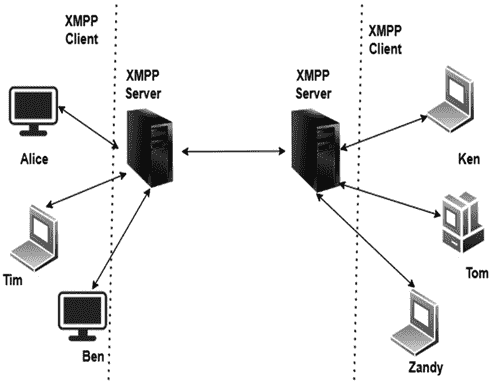 XMPP
Client
XMPP
Server
XMPP
Server
XMPP
Client
Alice
Ken
Tim
Tom
Ben
Zandy